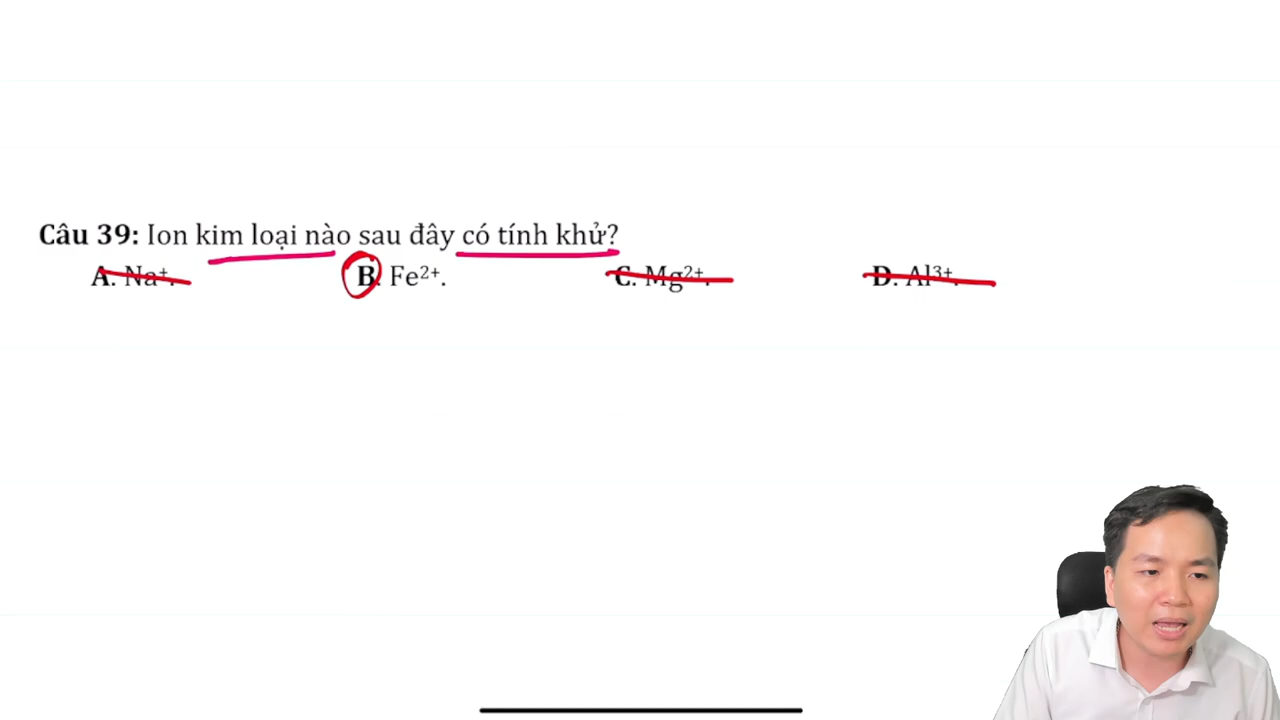 Câu 39: Ion kim loại nào sau đây có tính khử?
A. Na⁺. B. Fe²⁺. C. Mg²⁺. D. Al³⁺.